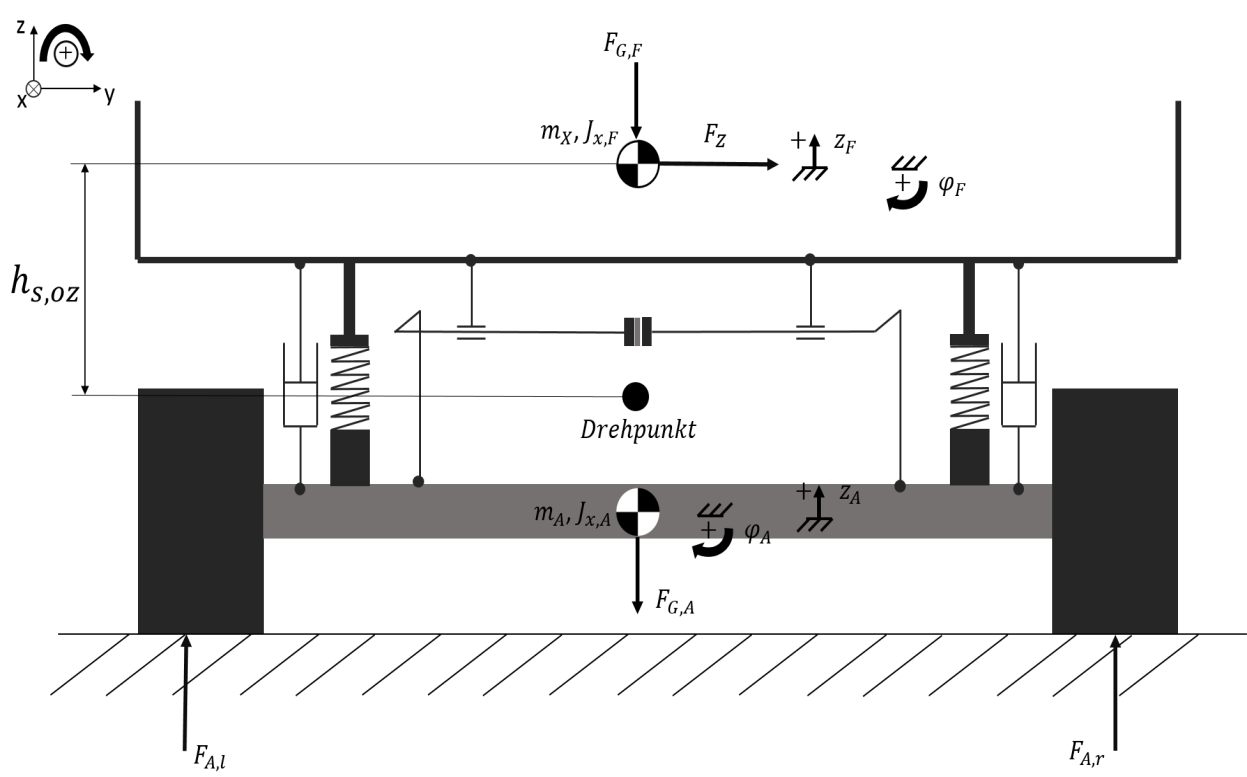 z
+
x
y
F_{G,F}
m_X, J_{x,F}
F_Z
+
z_F
+
φ_F
h_{s,oz}
Drehpunkt
m_A, J_{x,A}
+
φ_A
+
z_A
F_{G,A}
F_{A,l}
F_{A,r}